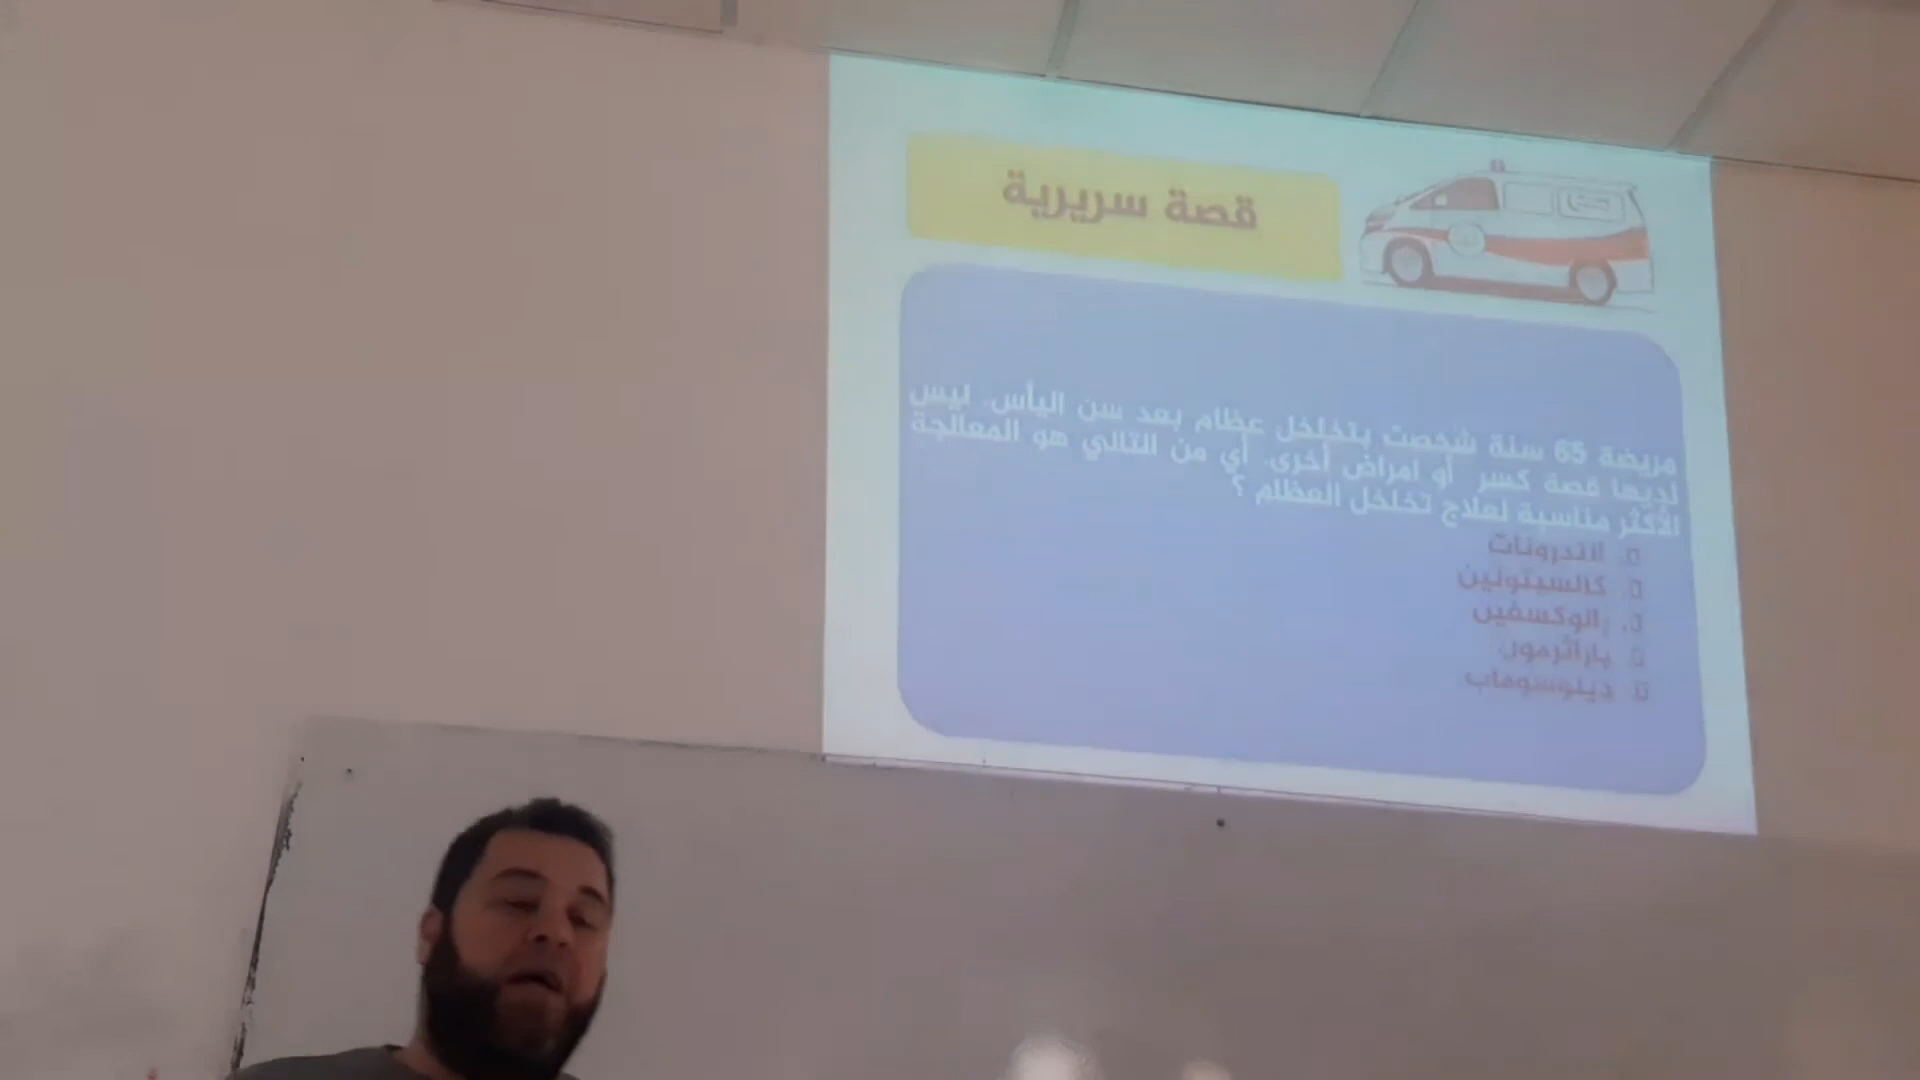 قصة سريرية
مريضة 65 سنة شخصت بتخلخل عظام بعد سن اليأس. ليس
لديها قصة كسر أو امراض أخرى. أي من التالي هو المعالجة
الأكثر مناسبة لعلاج تخلخل العظام ؟
لاندرونات
كالسيتونين
رالوكسفين
باراثرمون
دينوسوماب